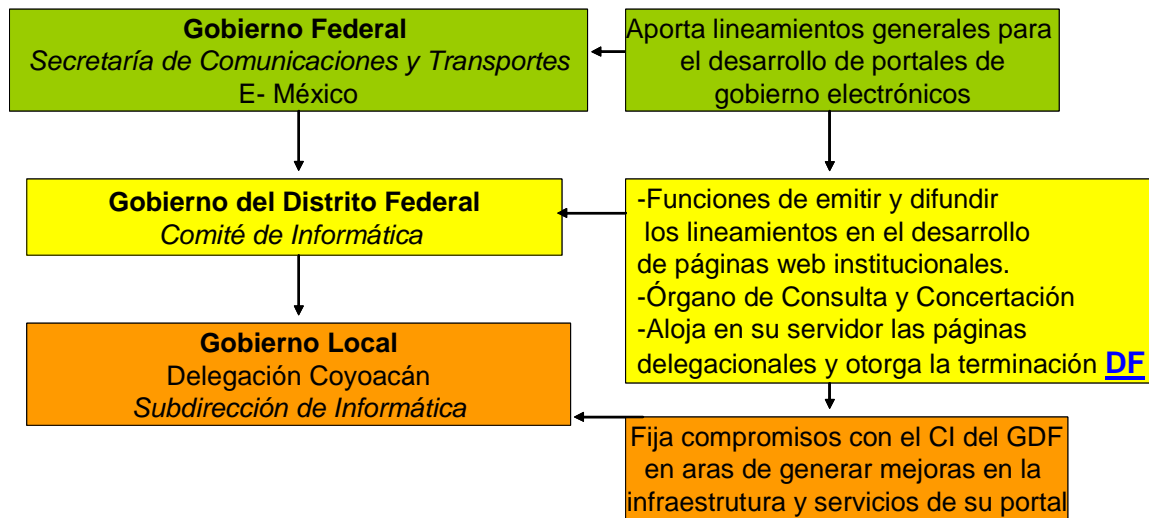 Gobierno Federal
Secretaría de Comunicaciones y Transportes
E- México
Aporta lineamientos generales para
el desarrollo de portales de
gobierno electrónicos
Gobierno del Distrito Federal
Comité de Informática
-Funciones de emitir y difundir
los lineamientos en el desarrollo
de páginas web institucionales.
-Órgano de Consulta y Concertación
-Aloja en su servidor las páginas
delegacionales y otorga la terminación DF
Gobierno Local
Delegación Coyoacán
Subdirección de Informática
Fija compromisos con el CI del GDF
en aras de generar mejoras en la
infraestrutura y servicios de su portal